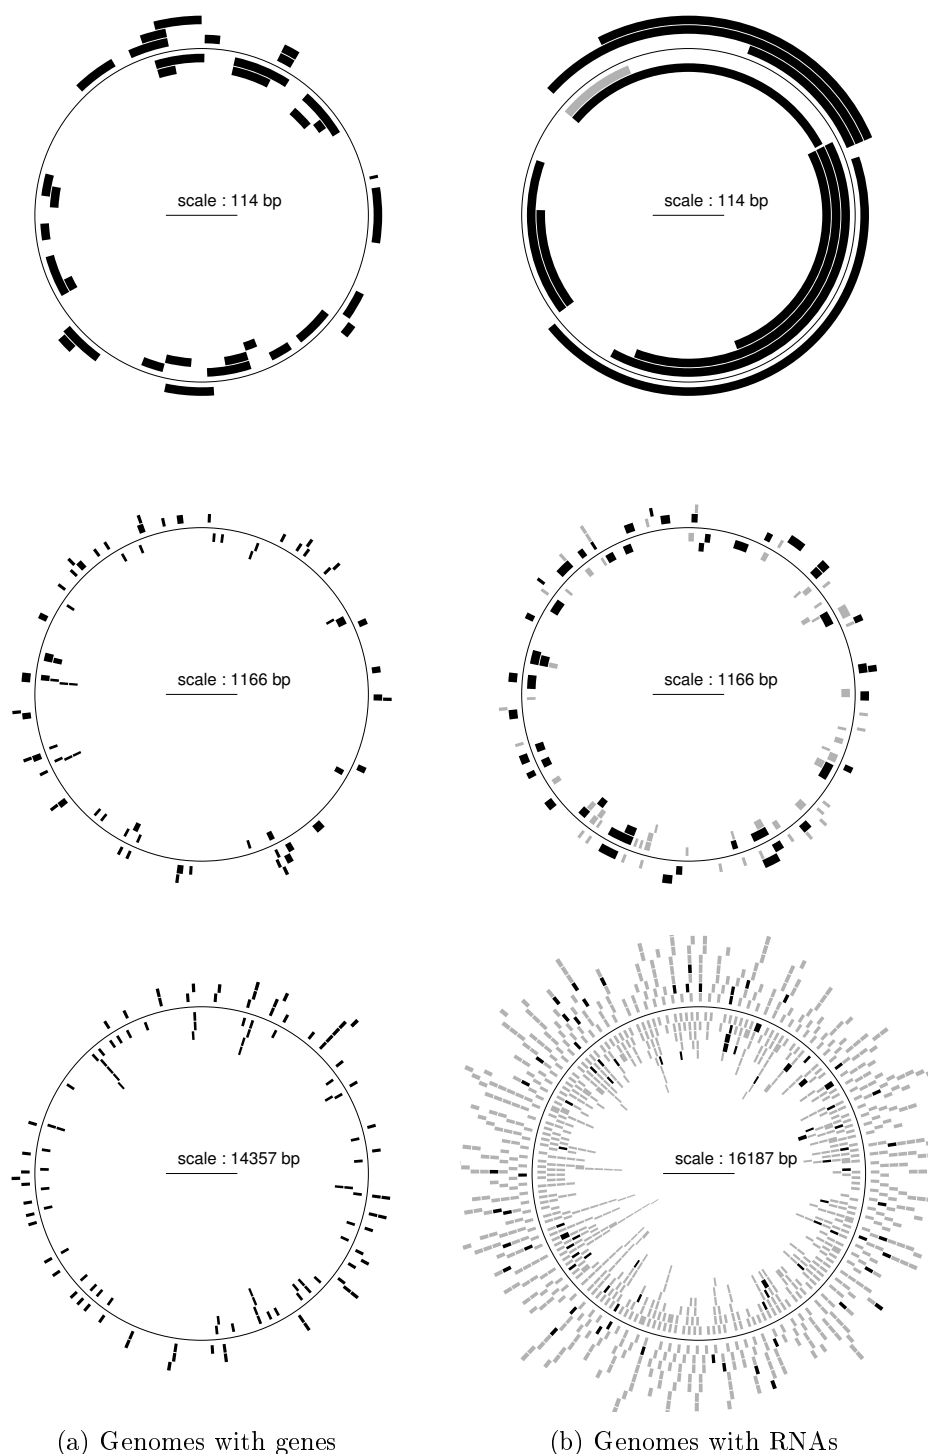 scale : 114 bp
scale : 114 bp
scale : 1166 bp
scale : 1166 bp
scale : 14357 bp
scale : 16187 bp
(a) Genomes with genes
(b) Genomes with RNAs